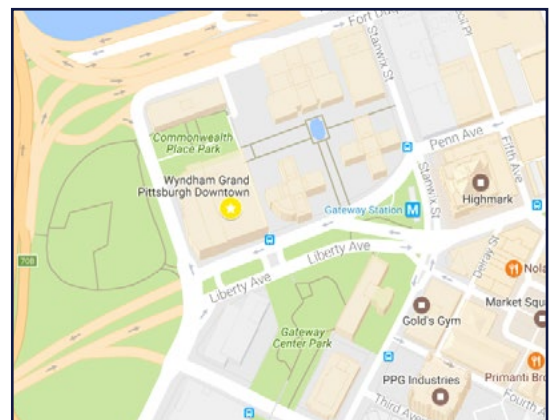 Fort Du
Stanwix St
Penn Ave
Fifth Ave
Commonwealth
Place Park
Wyndham Grand
Pittsburgh Downtown
Highmark
Gateway Station
M
Stanwix St
Liberty Ave
Liberty Ave
Delray St
Nola
708
Gold's Gym
Market Squ
Gateway
Center Park
PPG Industries
Primanti Br
Third Ave
Fourth A